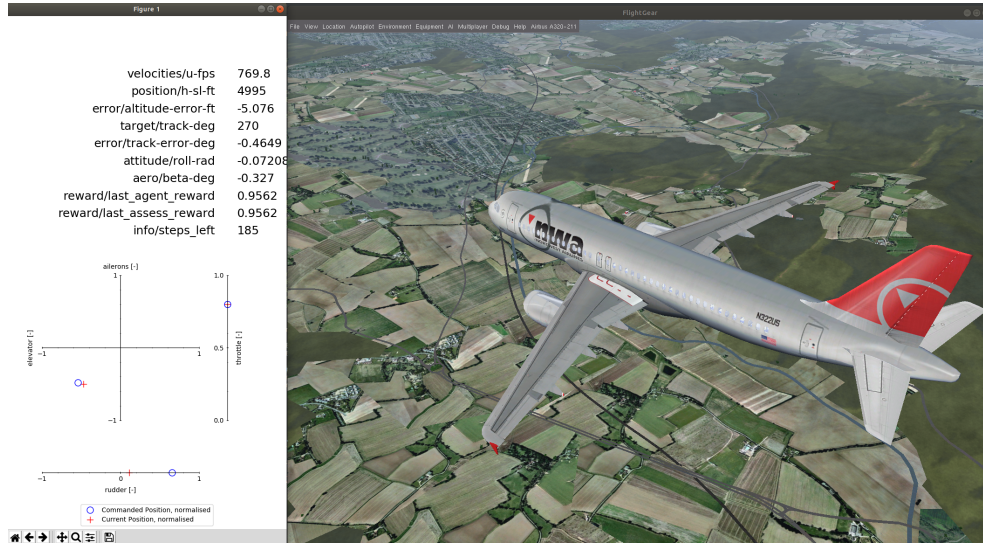 Figure 1
velocities/u-fps 769.8
position/h-sl-ft 4995
error/altitude-error-ft -5.076
target/track-deg 270
error/track-error-deg -0.4649
attitude/roll-rad -0.07208
aero/beta-deg -0.327
reward/last_agent_reward 0.9562
reward/last_assess_reward 0.9562
info/steps_left 185
ailerons [-]
1
1.0
elevator [-]
−1
1
0.5
throttle [-]
−1
0.0
−1
0
1
rudder [-]
Commanded Position, normalised
Current Position, normalised
FlightGear
File View Location Autopilot Environment Equipment AI Multiplayer Debug Help Airbus A320-211
nwa
N322US